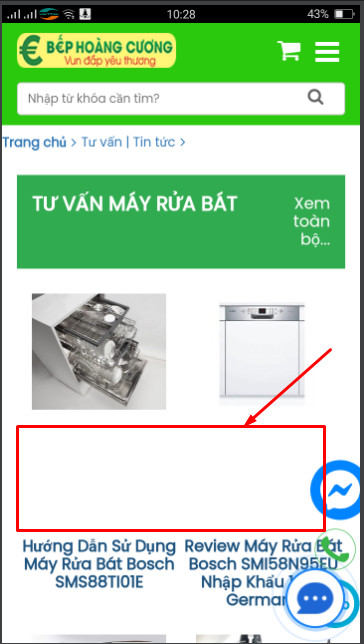 10:28
43%
BẾP HOÀNG CƯƠNG
Vun đắp yêu thương
Nhập từ khóa cần tìm?
Trang chủ > Tư vấn | Tin tức >
TƯ VẤN MÁY RỬA BÁT
Xem
toàn
bộ...
Hướng Dẫn Sử Dụng
Máy Rửa Bát Bosch
SMS88TI01E
Review Máy Rửa Bát
Bosch SMI58N95EU
Nhập Khẩu
German